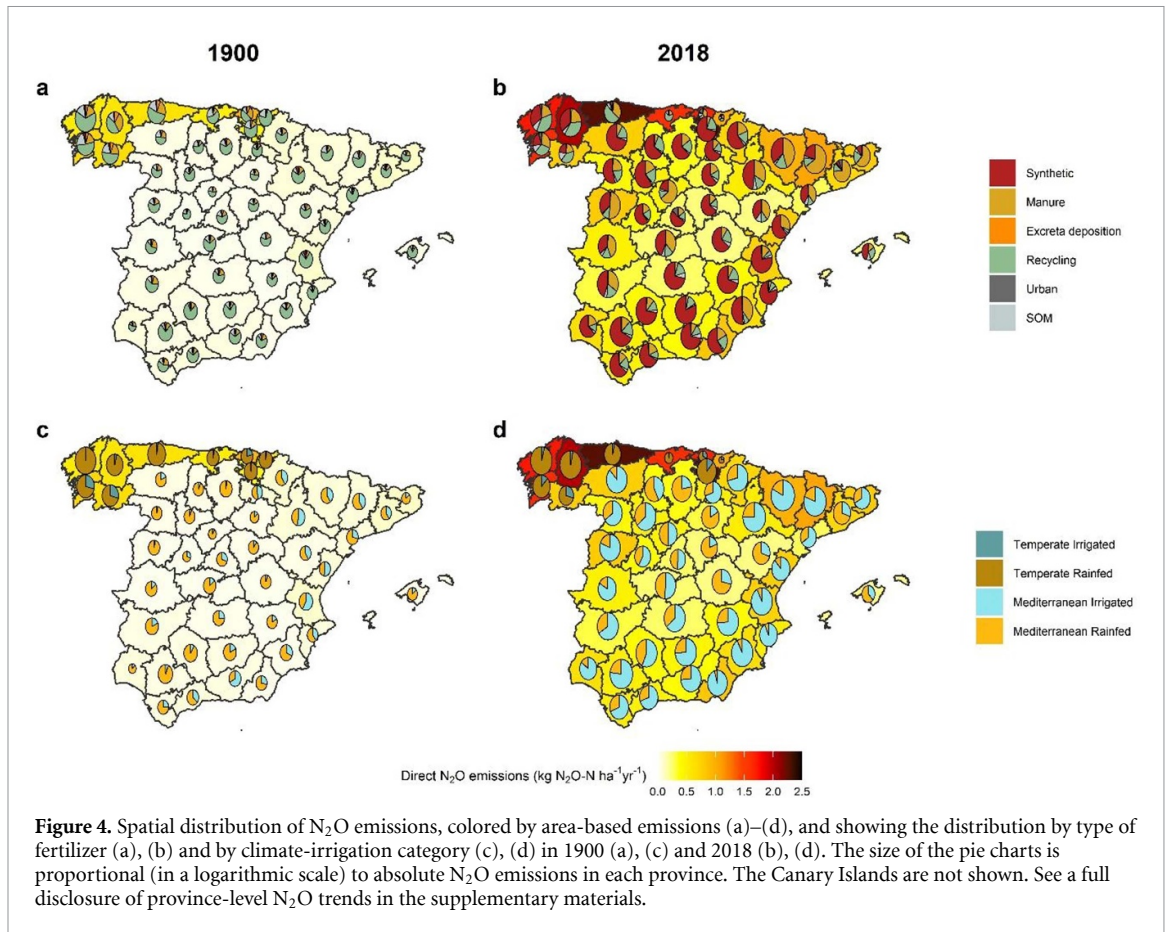 1900
2018
a
b
Synthetic
Manure
Excreta deposition
Recycling
Urban
SOM
c
d
Temperate Irrigated
Temperate Rainfed
Mediterranean Irrigated
Mediterranean Rainfed
Direct N₂O emissions (kg N₂O-N ha⁻¹yr⁻¹)
0.0 0.5 1.0 1.5 2.0 2.5
Figure 4. Spatial distribution of N₂O emissions, colored by area-based emissions (a)–(d), and showing the distribution by type of
fertilizer (a), (b) and by climate-irrigation category (c), (d) in 1900 (a), (c) and 2018 (b), (d). The size of the pie charts is
proportional (in a logarithmic scale) to absolute N₂O emissions in each province. The Canary Islands are not shown. See a full
disclosure of province-level N₂O trends in the supplementary materials.